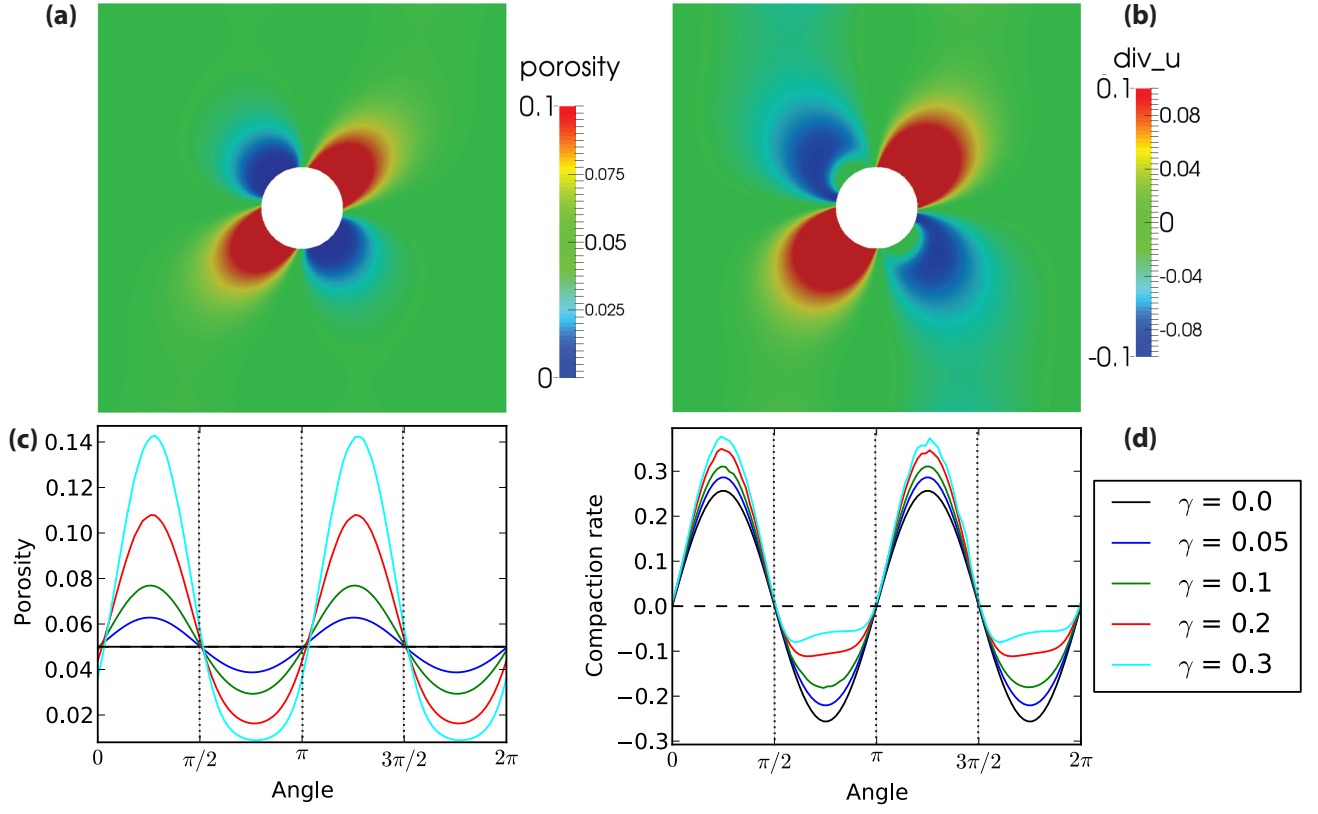 (a)
porosity
0.1
0.075
0.05
0.025
0
(b)
div_u
0.1
0.08
0.04
0
-0.04
-0.08
-0.1
(c)
Porosity
0.14
0.12
0.10
0.08
0.06
0.04
0.02
0
π/2
π
3π/2
2π
Angle
(d)
Compaction rate
0.3
0.2
0.1
0.0
−0.1
−0.2
−0.3
0
π/2
π
3π/2
2π
Angle
γ = 0.0
γ = 0.05
γ = 0.1
γ = 0.2
γ = 0.3